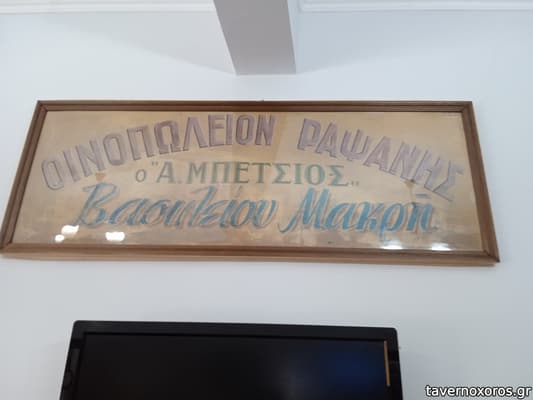 ΟΙΝΟΠΩΛΕΙΟΝ ΡΑΨΑΝΗΣ
ο "Α. ΜΠΕΤΣΙΟΣ"
Βασιλείου Μακρή
tavernoxoros.gr